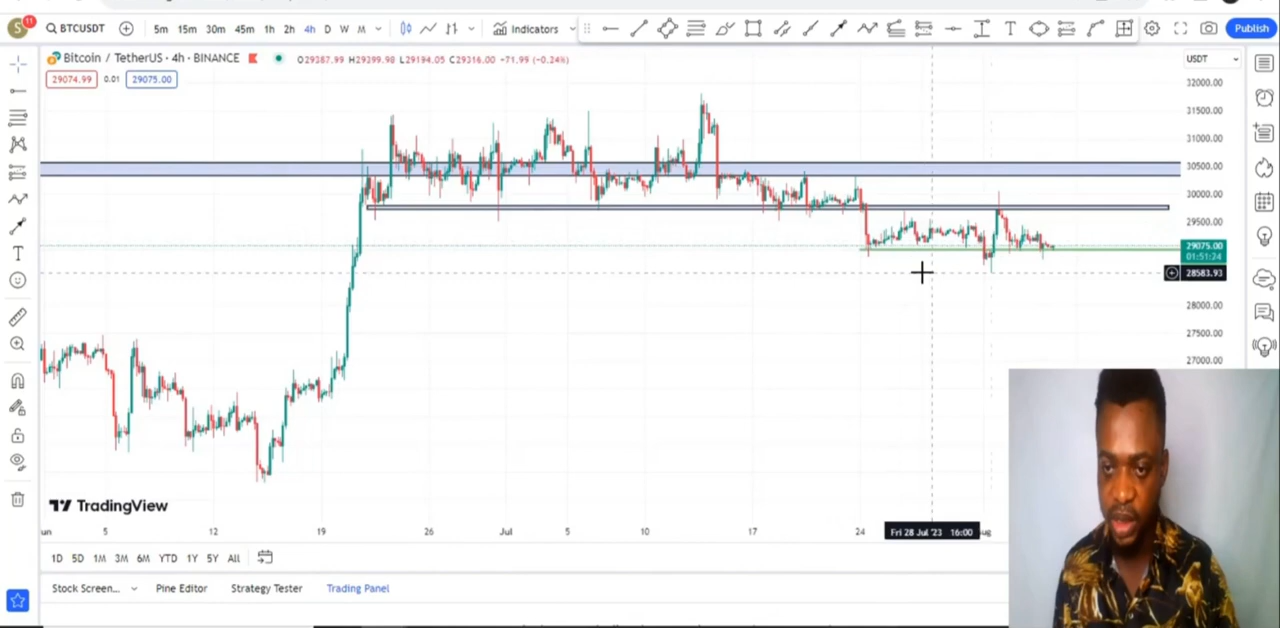 S 11 BTCUSDT 5m 15m 30m 45m 1h 2h 4h D W M Indicators T Publish
Bitcoin / TetherUS · 4h · BINANCE O29387.99 H29399.98 L29194.05 C29316.00 -71.99 (-0.24%) USDT
29074.99 0.01 29075.00
32000.00
31500.00
31000.00
30500.00
30000.00
29500.00
29075.00
01:51:24
28583.93
28000.00
27500.00
27000.00
T
TradingView
un 5 12 19 26 Jul 5 10 17 24 Fri 28 Jul '23 16:00 ug
1D 5D 1M 3M 6M YTD 1Y 5Y All
Stock Screen... Pine Editor Strategy Tester Trading Panel